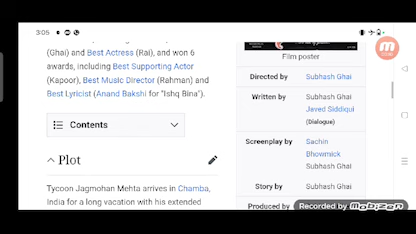 3:05
(Ghai) and Best Actress (Rai), and won 6
awards, including Best Supporting Actor
(Kapoor), Best Music Director (Rahman) and
Best Lyricist (Anand Bakshi for "Ishq Bina").
Contents
Plot
Tycoon Jagmohan Mehta arrives in Chamba,
India for a long vacation with his extended
Film poster
Directed by Subhash Ghai
Written by Subhash Ghai
Javed Siddiqui
(Dialogue)
Screenplay by Sachin
Bhowmick
Subhash Ghai
Story by Subhash Ghai
Produced by
Recorded by Mobizen